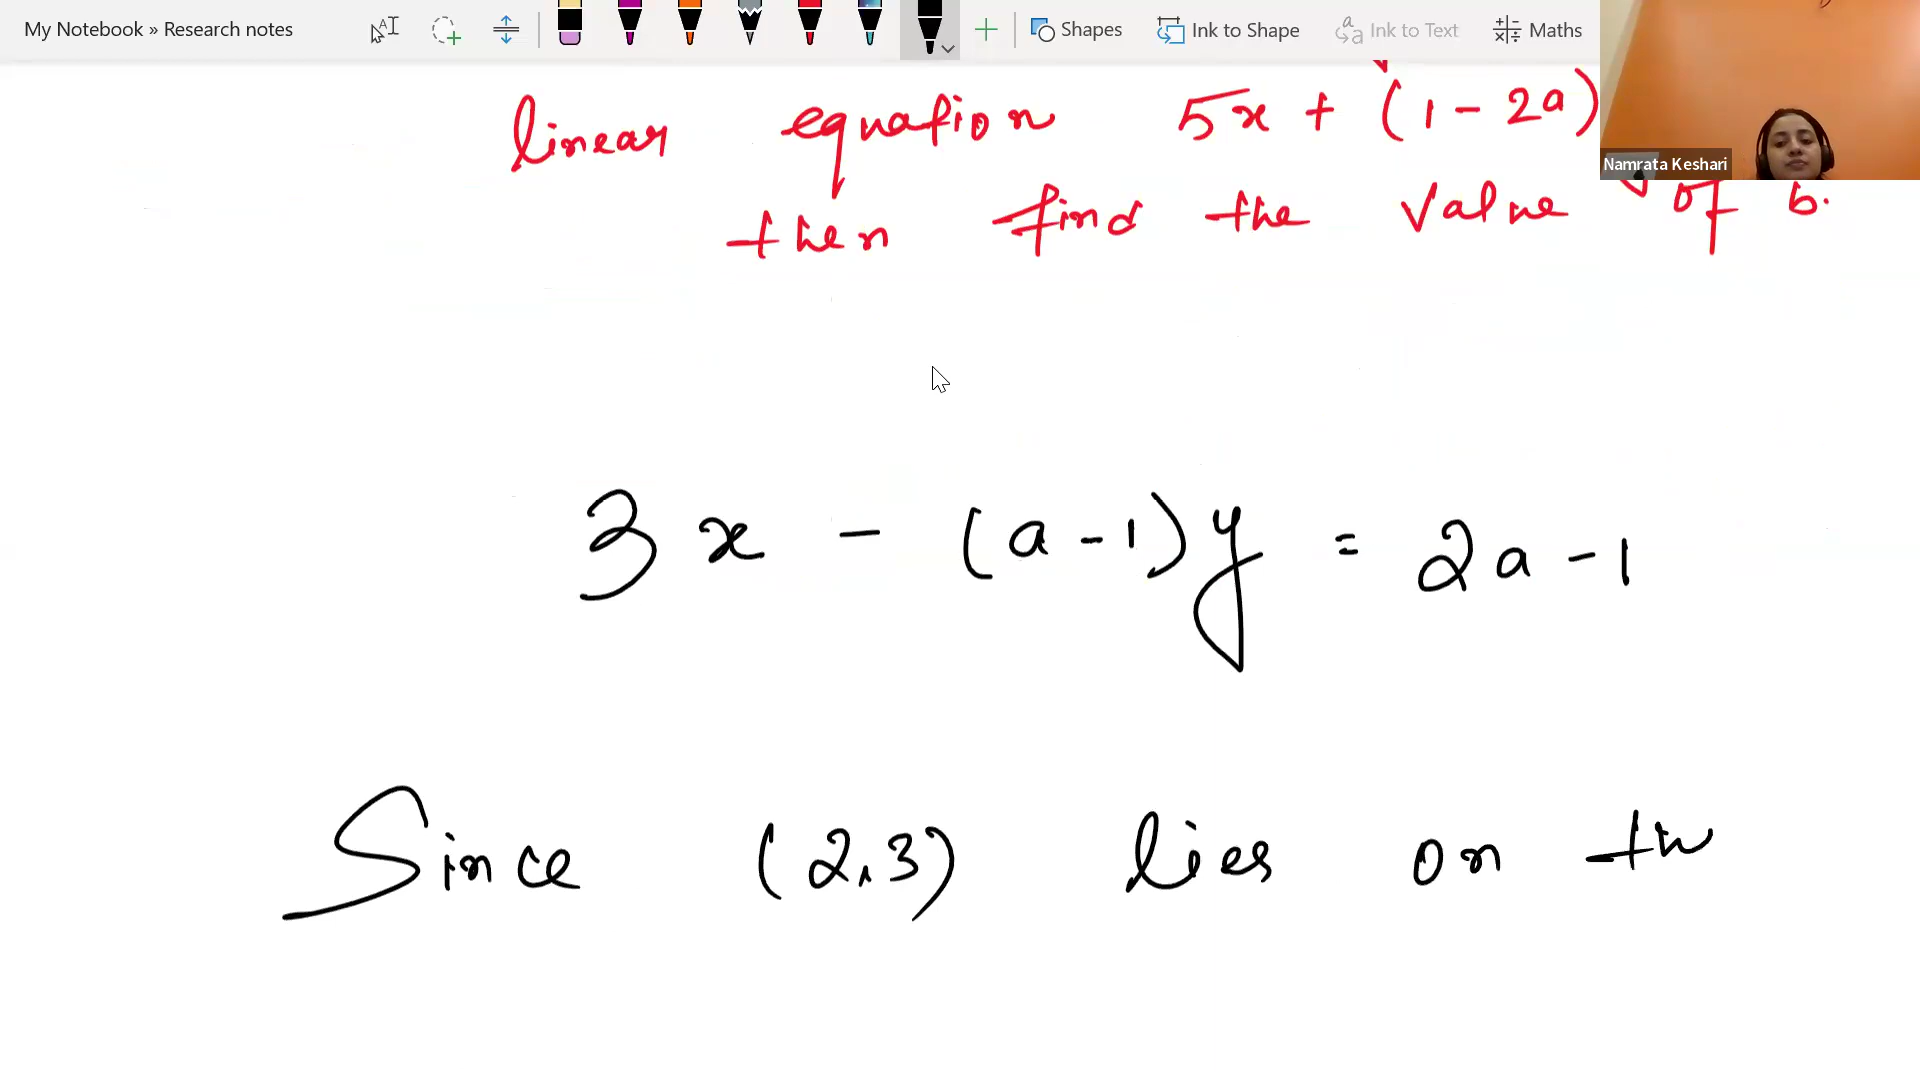 My Notebook » Research notes
Shapes
Ink to Shape
Ink to Text
Maths
linear equation 5x + (1 - 2a)
Namrata Keshari
then find the value of b.
3x - (a - 1)y = 2a - 1
Since (2,3) lies on